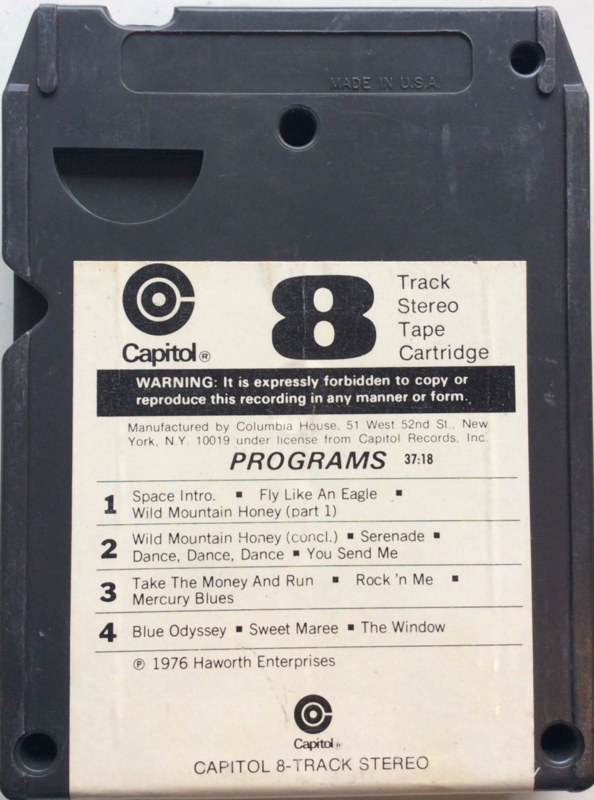 MADE IN U.S.A.
Capitol®
8
Track
Stereo
Tape
Cartridge
WARNING: It is expressly forbidden to copy or
reproduce this recording in any manner or form.
Manufactured by Columbia House, 51 West 52nd St., New
York, N.Y. 10019 under license from Capitol Records, Inc.
PROGRAMS 37:18
1 Space Intro. ■ Fly Like An Eagle ■
Wild Mountain Honey (part 1)
2 Wild Mountain Honey (concl.) ■ Serenade ■
Dance, Dance, Dance ■ You Send Me
3 Take The Money And Run ■ Rock 'n Me ■
Mercury Blues
4 Blue Odyssey ■ Sweet Maree ■ The Window
℗ 1976 Haworth Enterprises
Capitol®
CAPITOL 8-TRACK STEREO